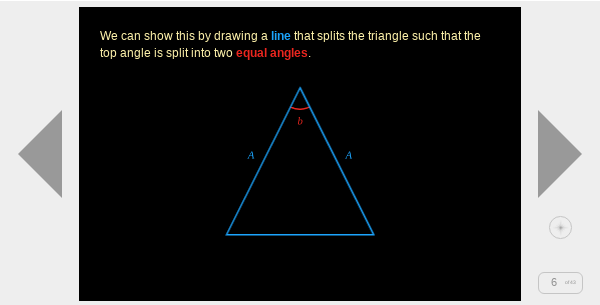 We can show this by drawing a line that splits the triangle such that the
top angle is split into two equal angles.
b
A
A
6